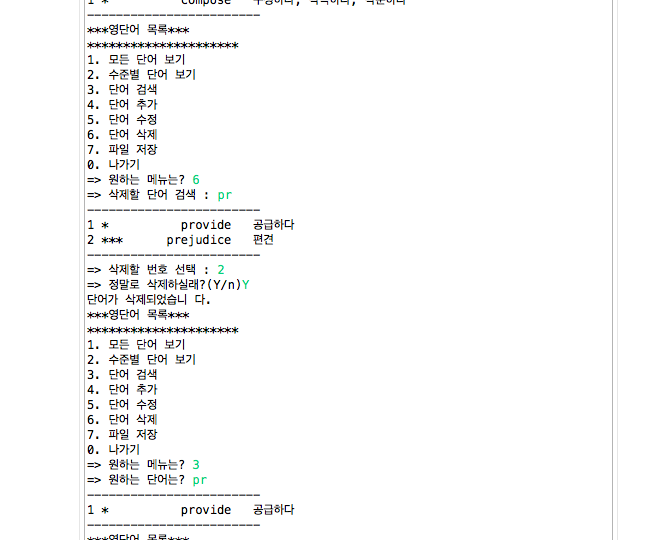 1 * compose
------------------------
***영단어 목록***
*********************
1. 모든 단어 보기
2. 수준별 단어 보기
3. 단어 검색
4. 단어 추가
5. 단어 수정
6. 단어 삭제
7. 파일 저장
0. 나가기
=> 원하는 메뉴는? 6
=> 삭제할 단어 검색 : pr
------------------------
1 * provide 공급하다
2 *** prejudice 편견
------------------------
=> 삭제할 번호 선택 : 2
=> 정말로 삭제하실래?(Y/n)Y
단어가 삭제되었습니 다.
***영단어 목록***
*********************
1. 모든 단어 보기
2. 수준별 단어 보기
3. 단어 검색
4. 단어 추가
5. 단어 수정
6. 단어 삭제
7. 파일 저장
0. 나가기
=> 원하는 메뉴는? 3
=> 원하는 단어는? pr
------------------------
1 * provide 공급하다
------------------------
***영단어 목록***